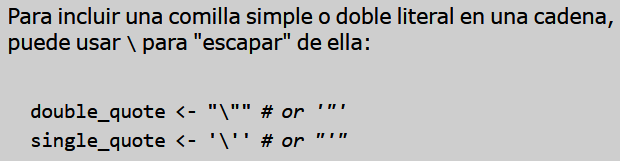 Para incluir una comilla simple o doble literal en una cadena,
puede usar \ para "escapar" de ella:
double_quote <- "\"" # or '"'
single_quote <- '\'' # or "'"